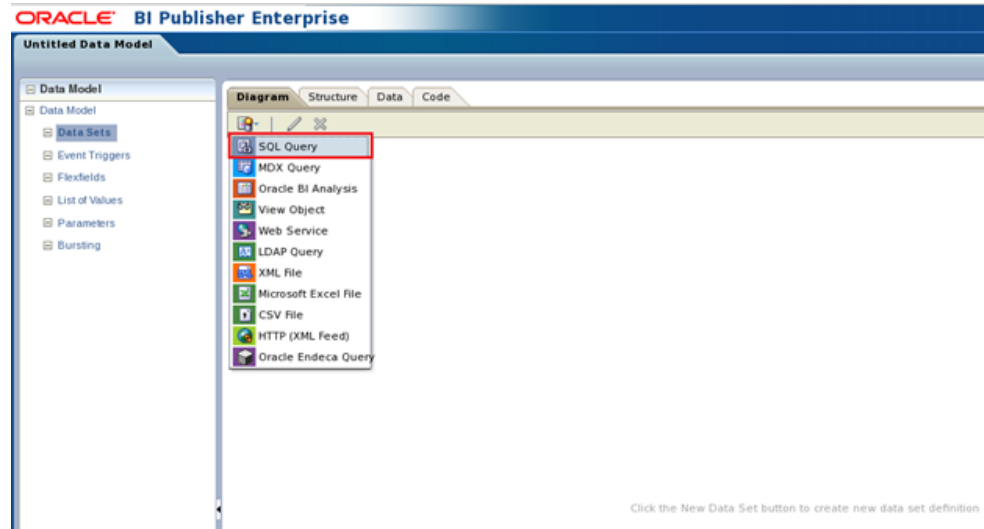 ORACLE BI Publisher Enterprise
Untitled Data Model
Data Model
Data Model
Data Sets
Event Triggers
Flexfields
List of Values
Parameters
Bursting
Diagram Structure Data Code
SQL Query
MDX Query
Oracle BI Analysis
View Object
Web Service
LDAP Query
XML File
Microsoft Excel File
CSV File
HTTP (XML Feed)
Oracle Endeca Query
Click the New Data Set button to create new data set definition